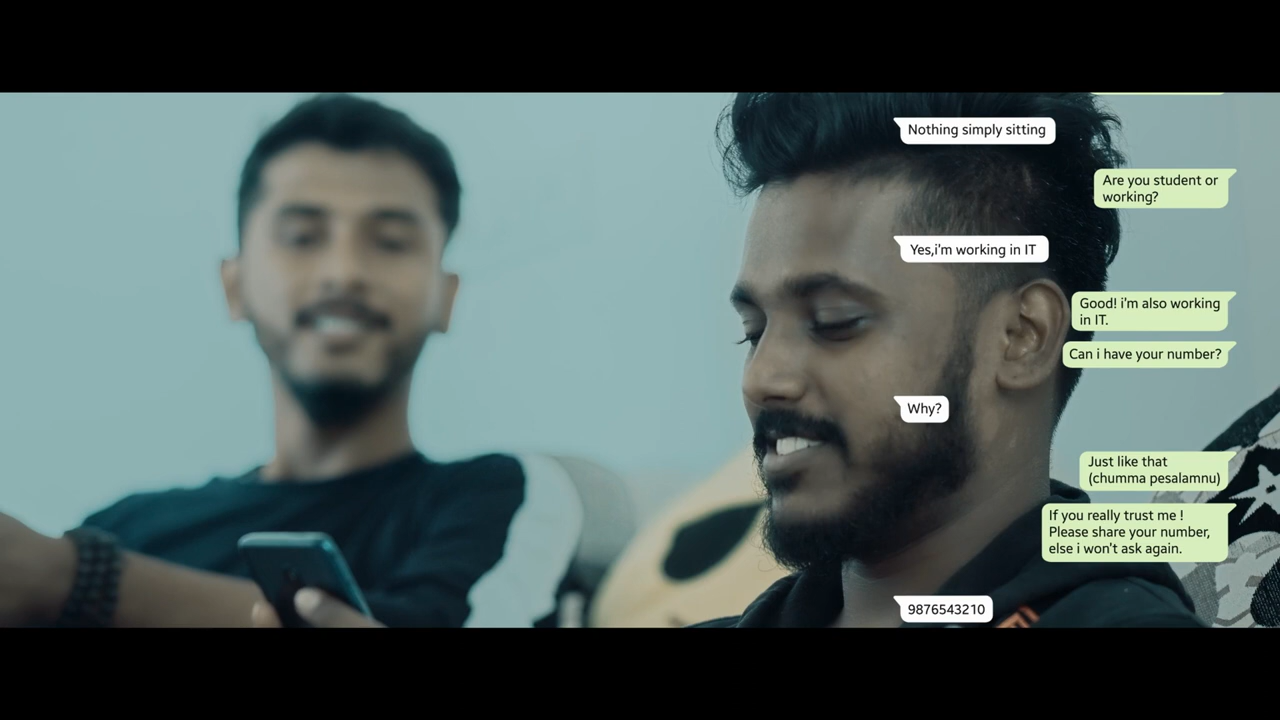 Nothing simply sitting
Are you student or
working?
Yes,i'm working in IT
Good! i'm also working
in IT.
Can i have your number?
Why?
Just like that
(chumma pesalamnu)
If you really trust me !
Please share your number,
else i won't ask again.
9876543210